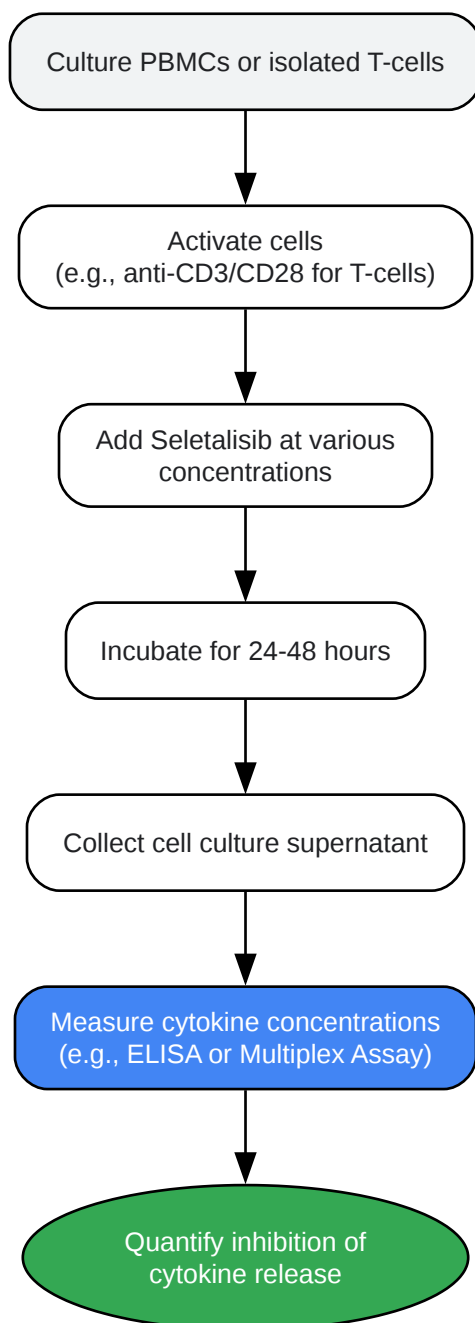 Culture PBMCs or isolated T-cells
Activate cells
(e.g., anti-CD3/CD28 for T-cells)
Add Seletalisib at various
concentrations
Incubate for 24-48 hours
Collect cell culture supernatant
Measure cytokine concentrations
(e.g., ELISA or Multiplex Assay)
Quantify inhibition of
cytokine release